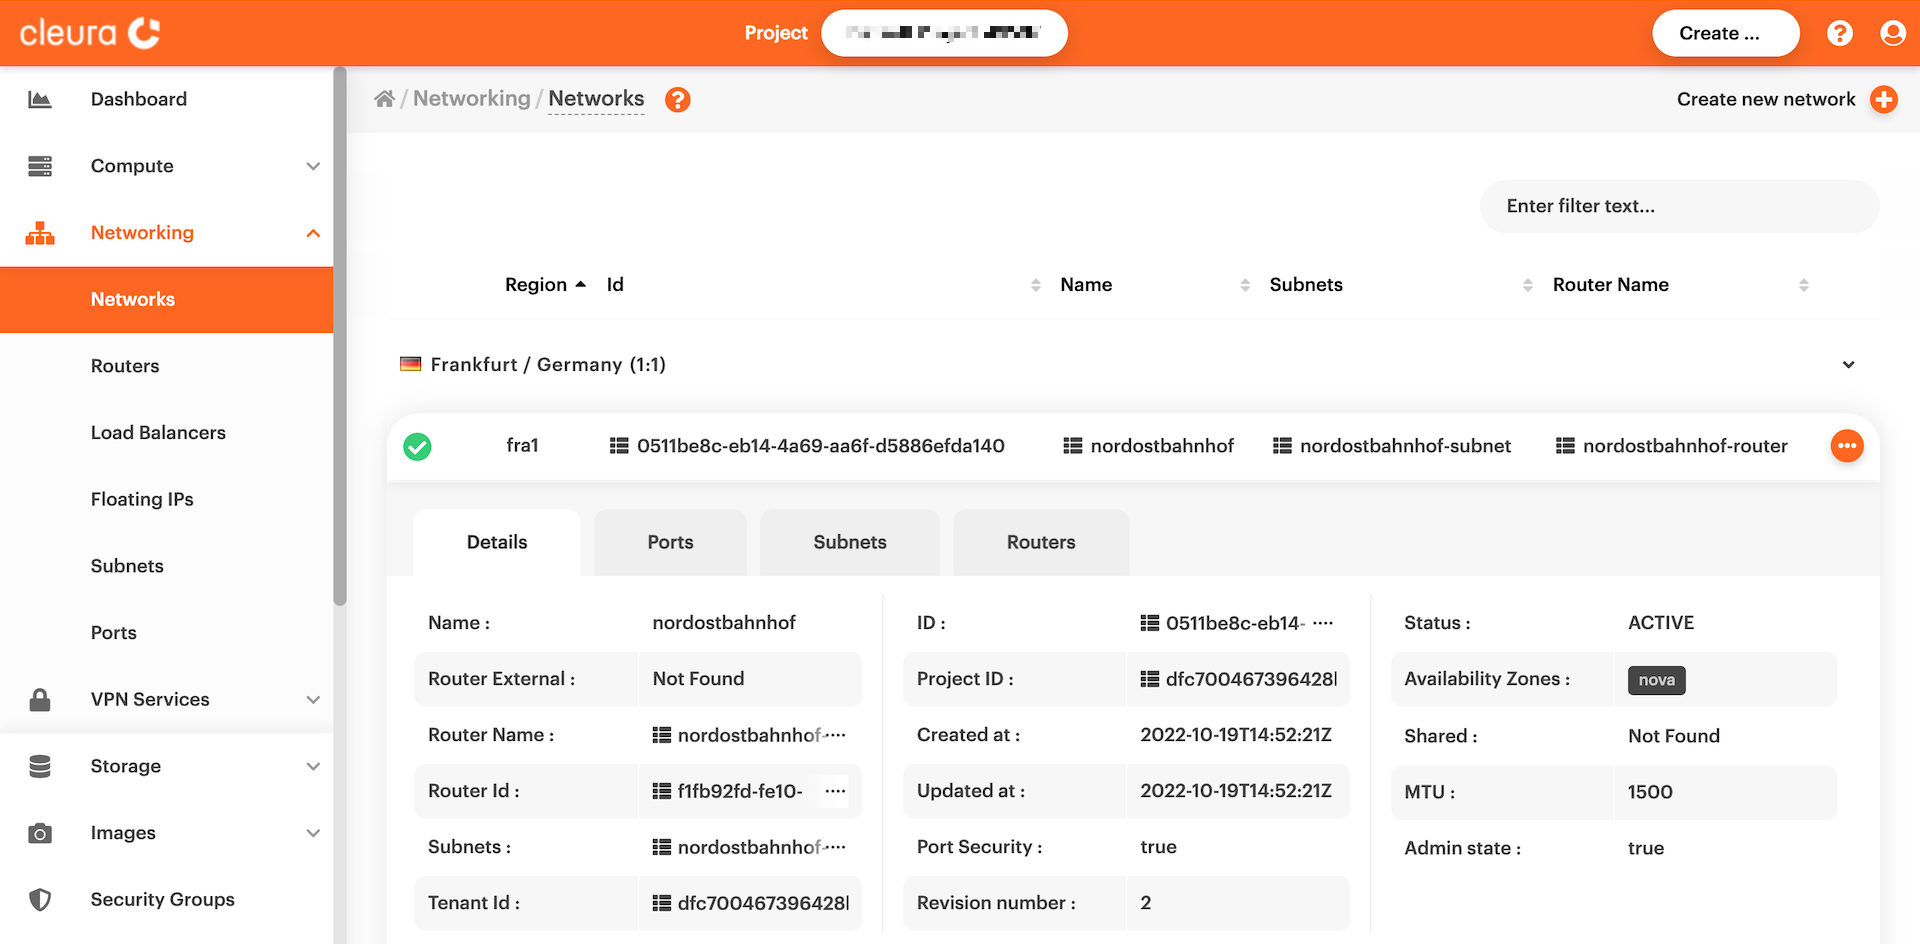 cleura
Project
Create ...
Dashboard
Compute
Networking
Networks
Routers
Load Balancers
Floating IPs
Subnets
Ports
VPN Services
Storage
Images
Security Groups
/ Networking / Networks
Create new network
Enter filter text...
Region Id Name Subnets Router Name
Frankfurt / Germany (1:1)
fra1 0511be8c-eb14-4a69-aa6f-d5886efda140 nordostbahnhof nordostbahnhof-subnet nordostbahnhof-router
Details Ports Subnets Routers
Name : nordostbahnhof
Router External : Not Found
Router Name : nordostbahnhof-····
Router Id : f1fb92fd-fe10- ····
Subnets : nordostbahnhof-····
Tenant Id : dfc700467396428
ID : 0511be8c-eb14- ····
Project ID : dfc700467396428
Created at : 2022-10-19T14:52:21Z
Updated at : 2022-10-19T14:52:21Z
Port Security : true
Revision number : 2
Status : ACTIVE
Availability Zones : nova
Shared : Not Found
MTU : 1500
Admin state : true